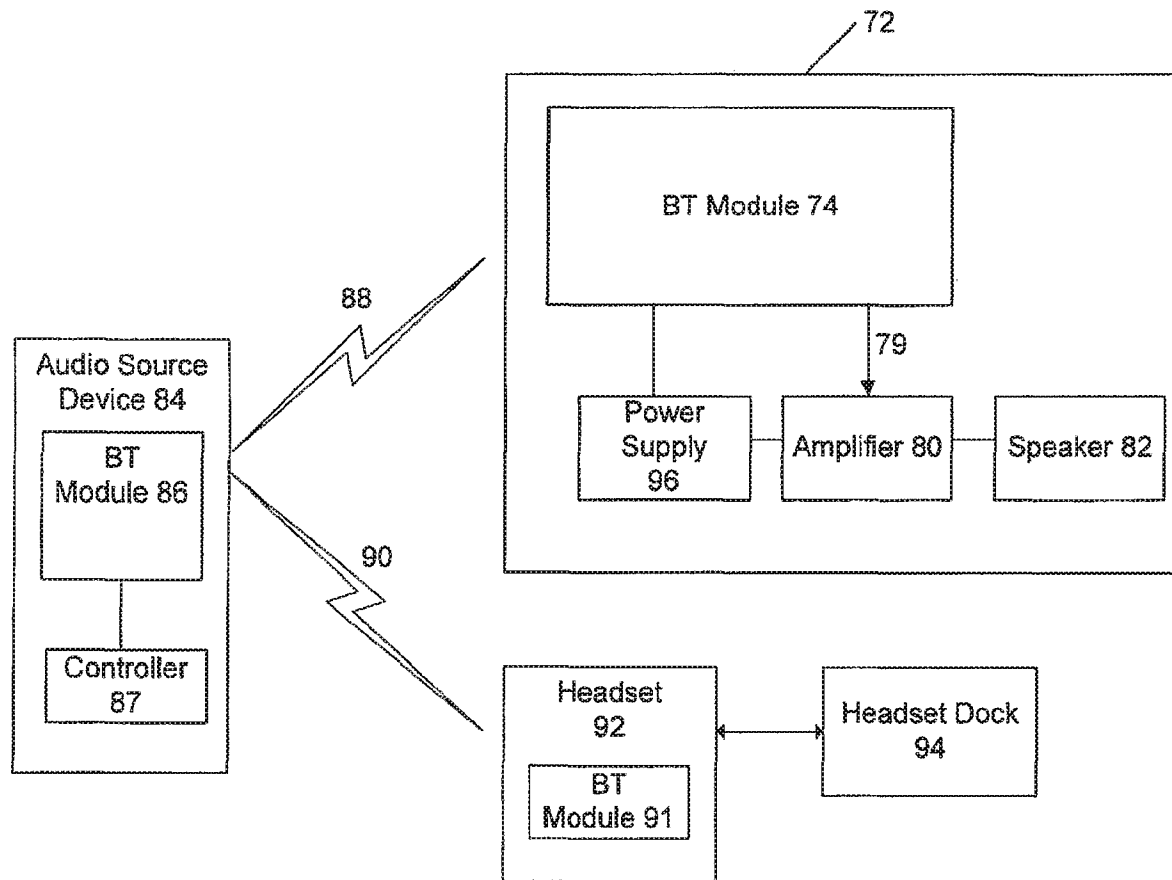 72
BT Module 74
88
79
Audio Source
Device 84
BT
Module 86
Power
Supply
96
Amplifier 80
Speaker 82
90
Controller
87
Headset
92
Headset Dock
94
BT
Module 91